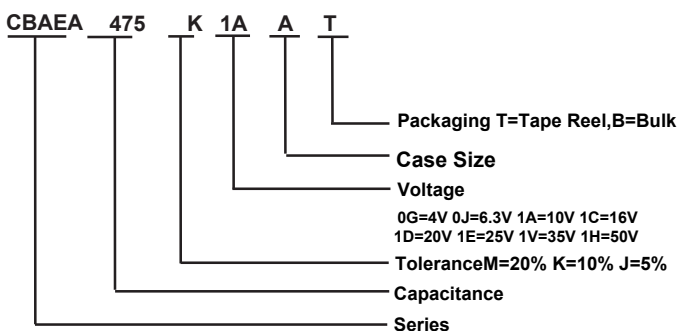 CBAEA 475 K 1A A T
Packaging T=Tape Reel,B=Bulk
Case Size
Voltage
0G=4V 0J=6.3V 1A=10V 1C=16V
1D=20V 1E=25V 1V=35V 1H=50V
ToleranceM=20% K=10% J=5%
Capacitance
Series